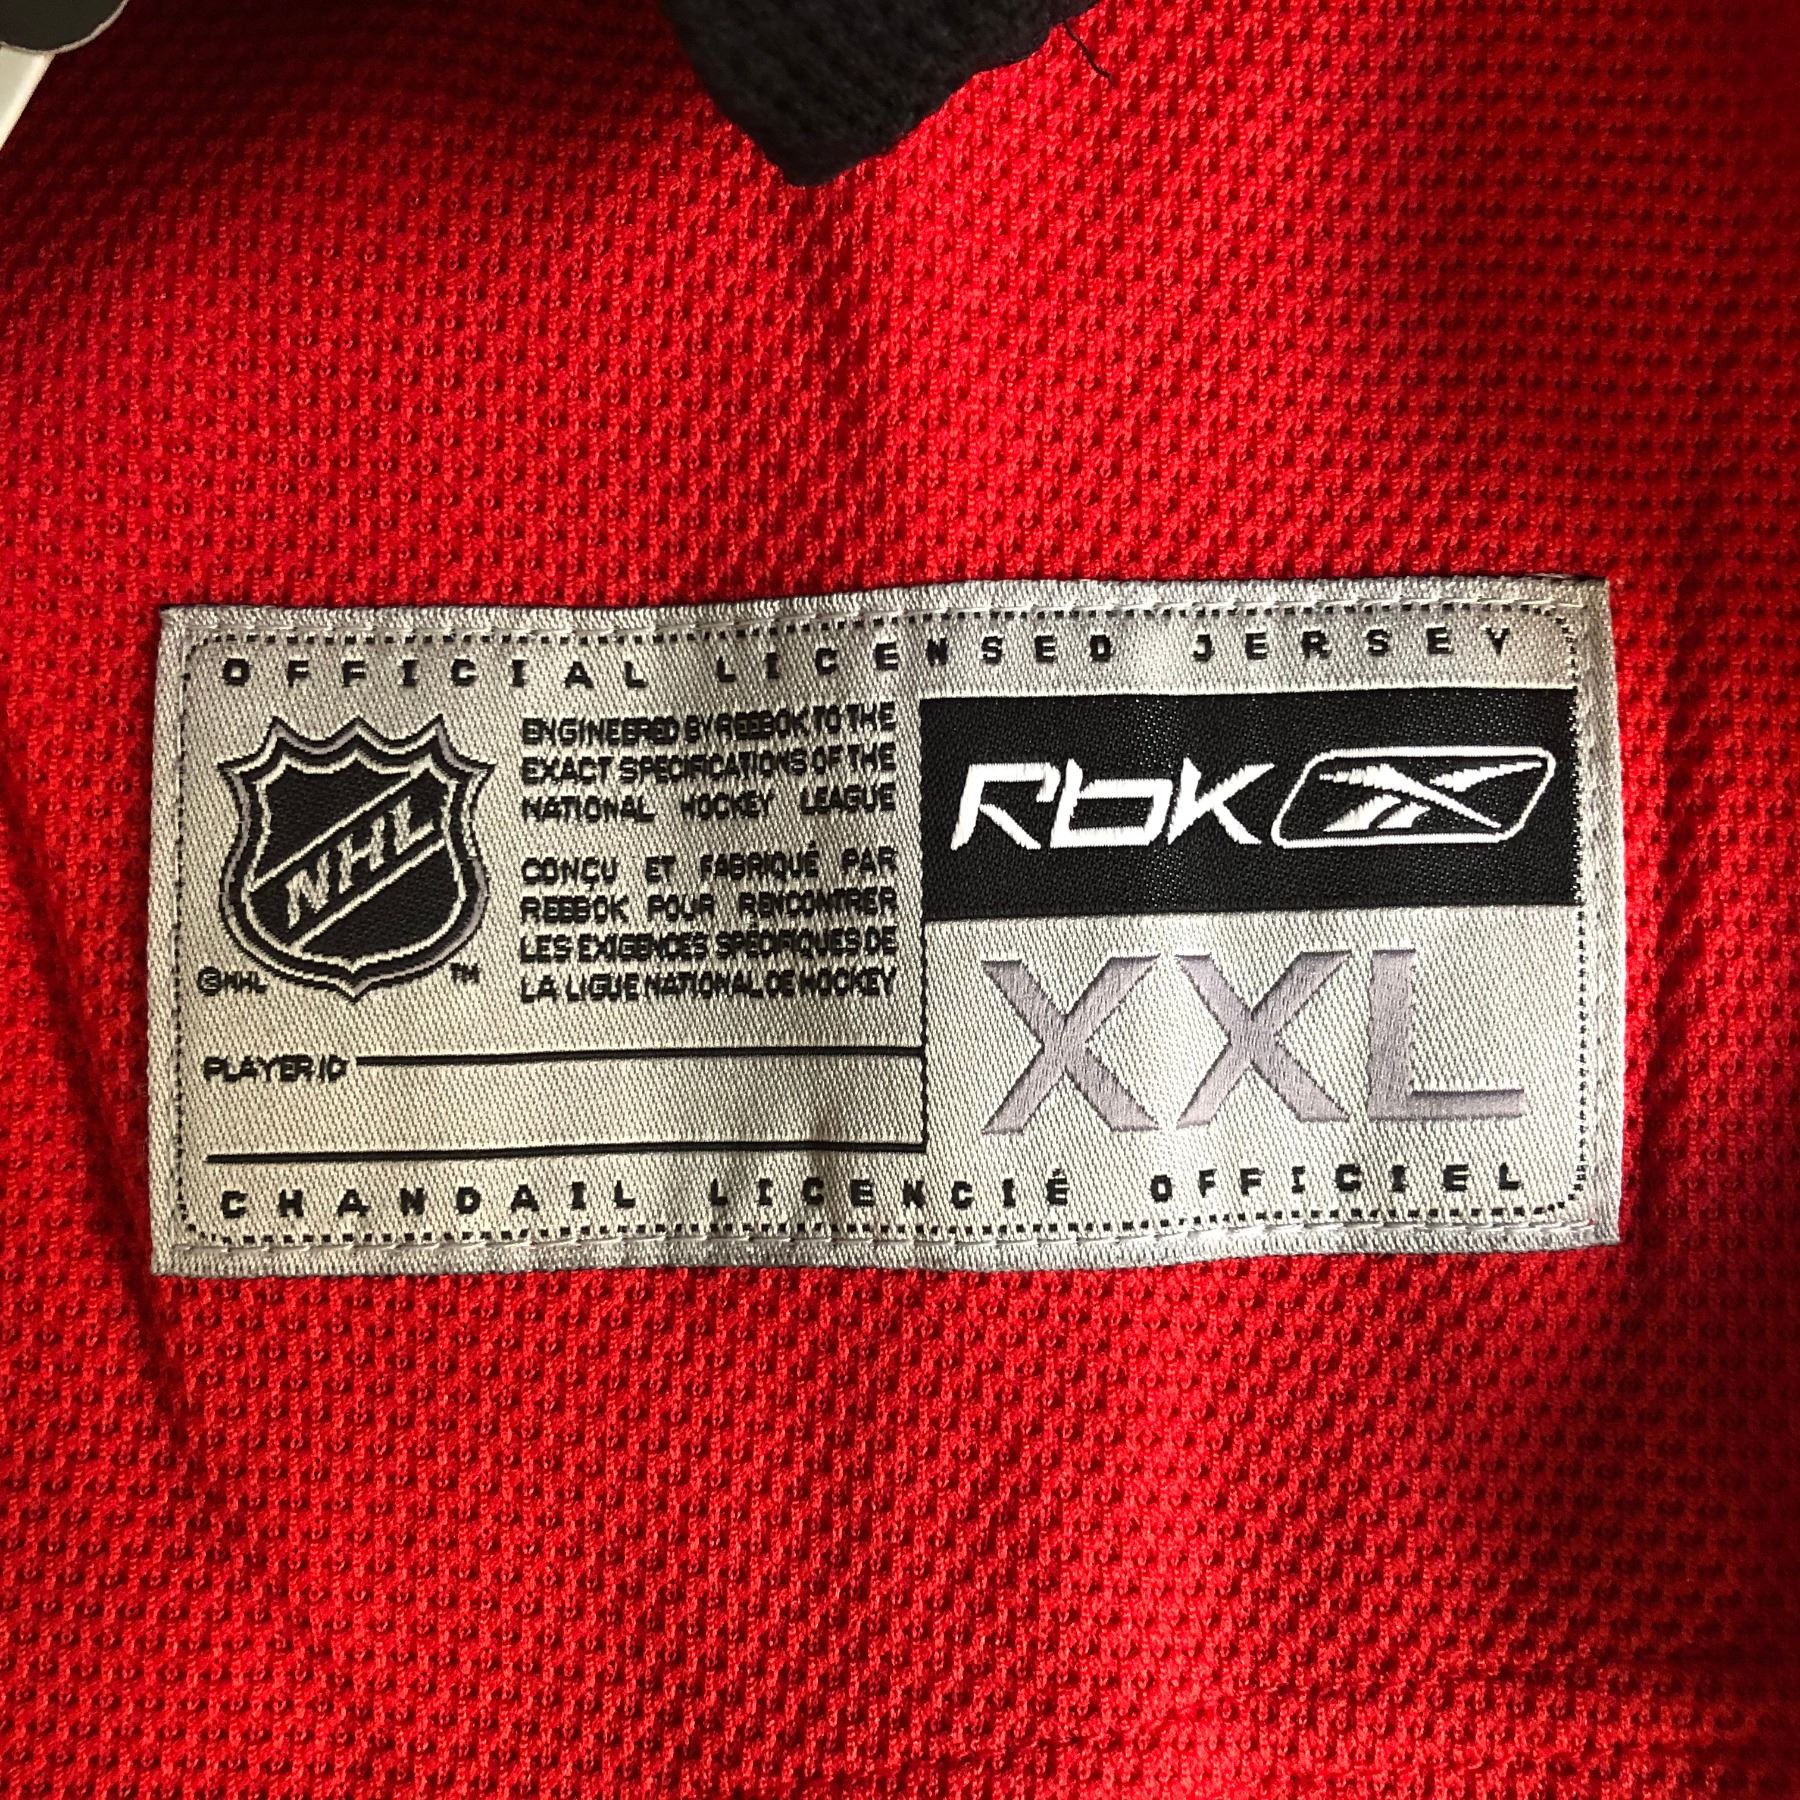 OFFICIAL LICENSED JERSEY
NHL
©NHL
TM
ENGINEERED BY REEBOK TO THE
EXACT SPECIFICATIONS OF THE
NATIONAL HOCKEY LEAGUE
CONÇU ET FABRIQUÉ PAR
REEBOK POUR RENCONTRER
LES EXIGENCES SPÉCIFIQUES DE
LA LIGUE NATIONAL DE HOCKEY
Rbk
XXL
PLAYER ID
CHANDAIL LICENCIÉ OFFICIEL